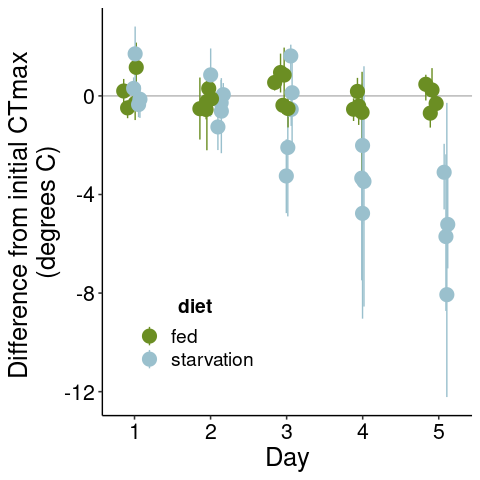 Difference from initial CTmax
(degrees C)
0
-4
-8
-12
diet
fed
starvation
1 2 3 4 5
Day